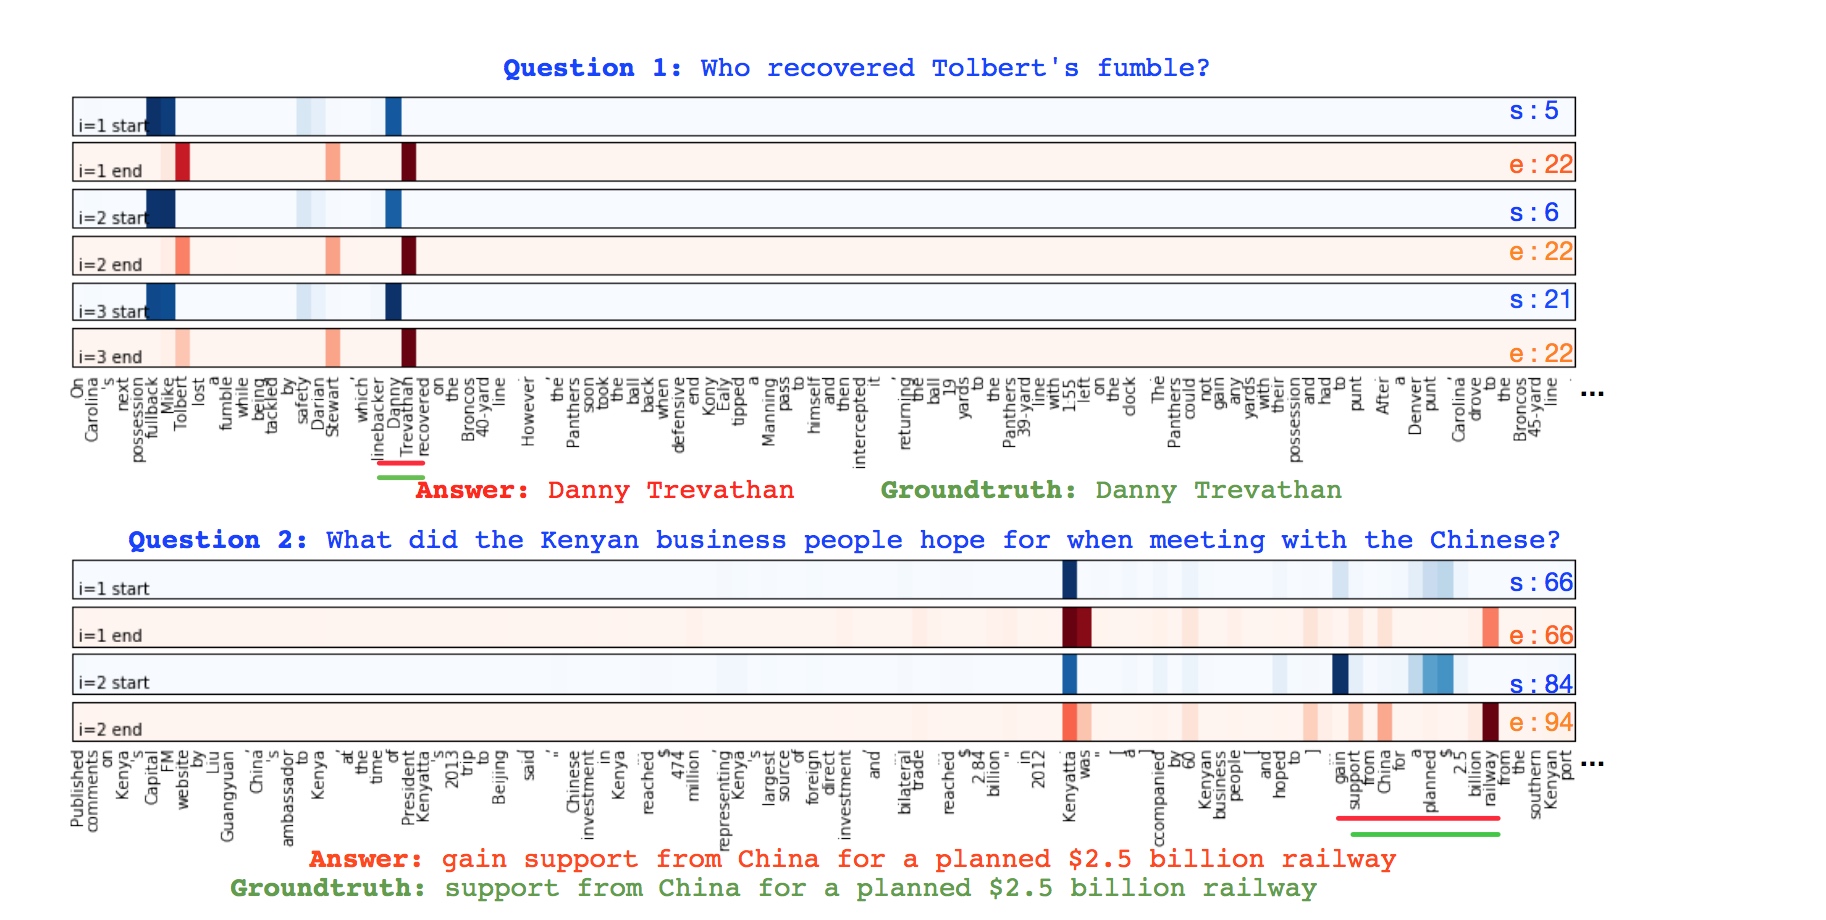 Question 1: Who recovered Tolbert's fumble?
i=1 start s:5
i=1 end e:22
i=2 start s:6
i=2 end e:22
i=3 start s:21
i=3 end e:22
On Carolina 's next possession fullback Mike Tolbert lost a fumble while being tackled by safety Darian Stewart , which linebacker Danny Trevathan recovered on the Broncos 40-yard line . However , the Panthers soon took the ball back when defensive end Kony Ealy tipped a Manning pass to himself and then intercepted it , returning the ball 19 yards to the Panthers 39-yard line with 1:55 left on the clock . The Panthers could not gain any yards with their possession and had to punt . After a Denver punt , Carolina drove to the Broncos 45-yard line . ...
Answer: Danny Trevathan Groundtruth: Danny Trevathan
Question 2: What did the Kenyan business people hope for when meeting with the Chinese?
i=1 start s:66
i=1 end e:66
i=2 start s:84
i=2 end e:94
Published comments on Kenya 's Capital FM website by Liu Guangyuan , China 's ambassador to Kenya , at the time of President Kenyatta 's 2013 trip to Beijing said , " Chinese investment in Kenya reached $ 474 million , representing Kenya 's largest source of foreign direct investment , and bilateral trade reached $ 2.84 billion " in 2012 Kenyatta was " [ a ] ccompanied by 60 Kenyan business people [ and hoped to ] gain support from China for a planned $ 2.5 billion railway from the southern Kenyan port ...
Answer: gain support from China for a planned $2.5 billion railway
Groundtruth: support from China for a planned $2.5 billion railway